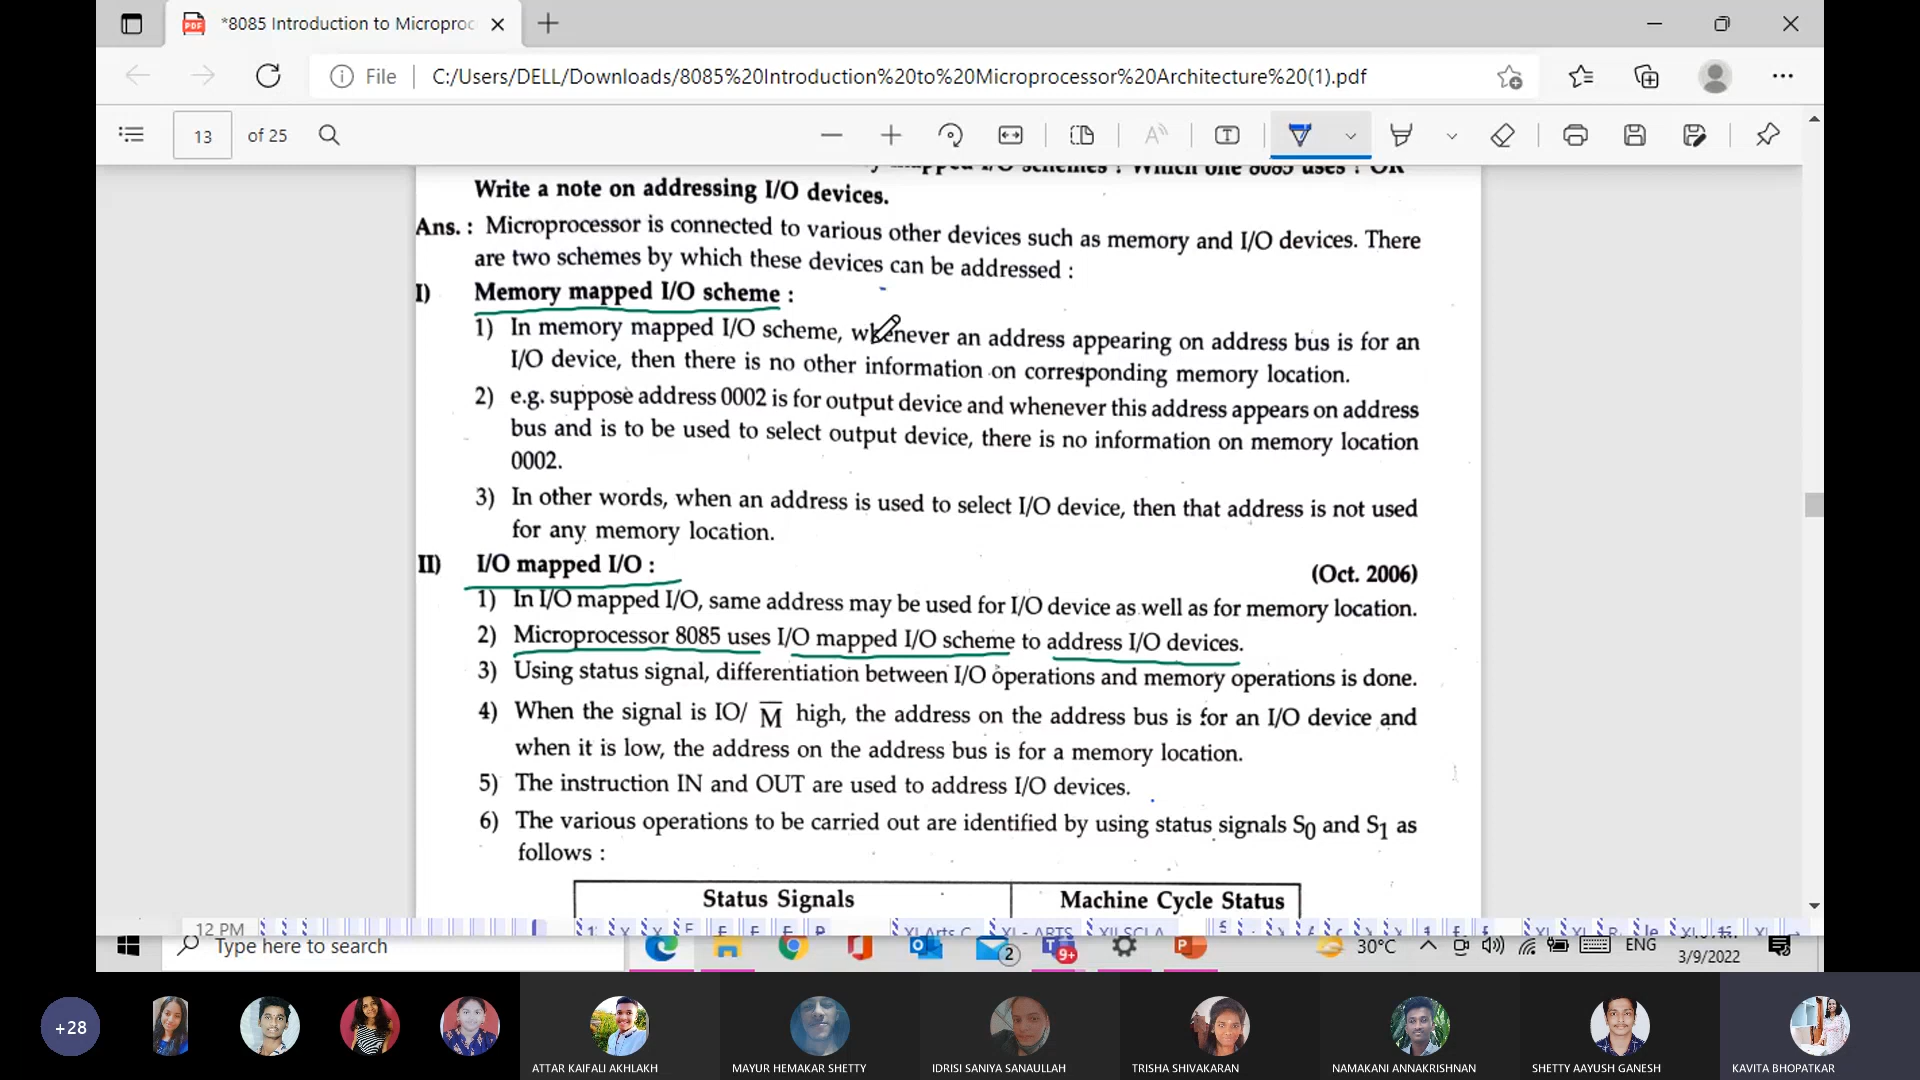 *8085 Introduction to Microproc
File
C:/Users/DELL/Downloads/8085%20Introduction%20to%20Microprocessor%20Architecture%20(1).pdf
13 of 25
Write a note on addressing I/O devices.
Ans. : Microprocessor is connected to various other devices such as memory and I/O devices. There
are two schemes by which these devices can be addressed :
I) Memory mapped I/O scheme :
1) In memory mapped I/O scheme, whenever an address appearing on address bus is for an
I/O device, then there is no other information on corresponding memory location.
2) e.g. suppose address 0002 is for output device and whenever this address appears on address
bus and is to be used to select output device, there is no information on memory location
0002.
3) In other words, when an address is used to select I/O device, then that address is not used
for any memory location.
II) I/O mapped I/O :
(Oct. 2006)
1) In I/O mapped I/O, same address may be used for I/O device as well as for memory location.
2) Microprocessor 8085 uses I/O mapped I/O scheme to address I/O devices.
3) Using status signal, differentiation between I/O operations and memory operations is done.
4) When the signal is IO/ M̅ high, the address on the address bus is for an I/O device and
when it is low, the address on the address bus is for a memory location.
5) The instruction IN and OUT are used to address I/O devices.
6) The various operations to be carried out are identified by using status signals S0 and S1 as
follows :
Status Signals Machine Cycle Status
12 PM
Type here to search
2
9+
30°C
ENG
3/9/2022
+28
ATTAR KAIFALI AKHLAKH
MAYUR HEMAKAR SHETTY
IDRISI SANIYA SANAULLAH
TRISHA SHIVAKARAN
NAMAKANI ANNAKRISHNAN
SHETTY AAYUSH GANESH
KAVITA BHOPATKAR